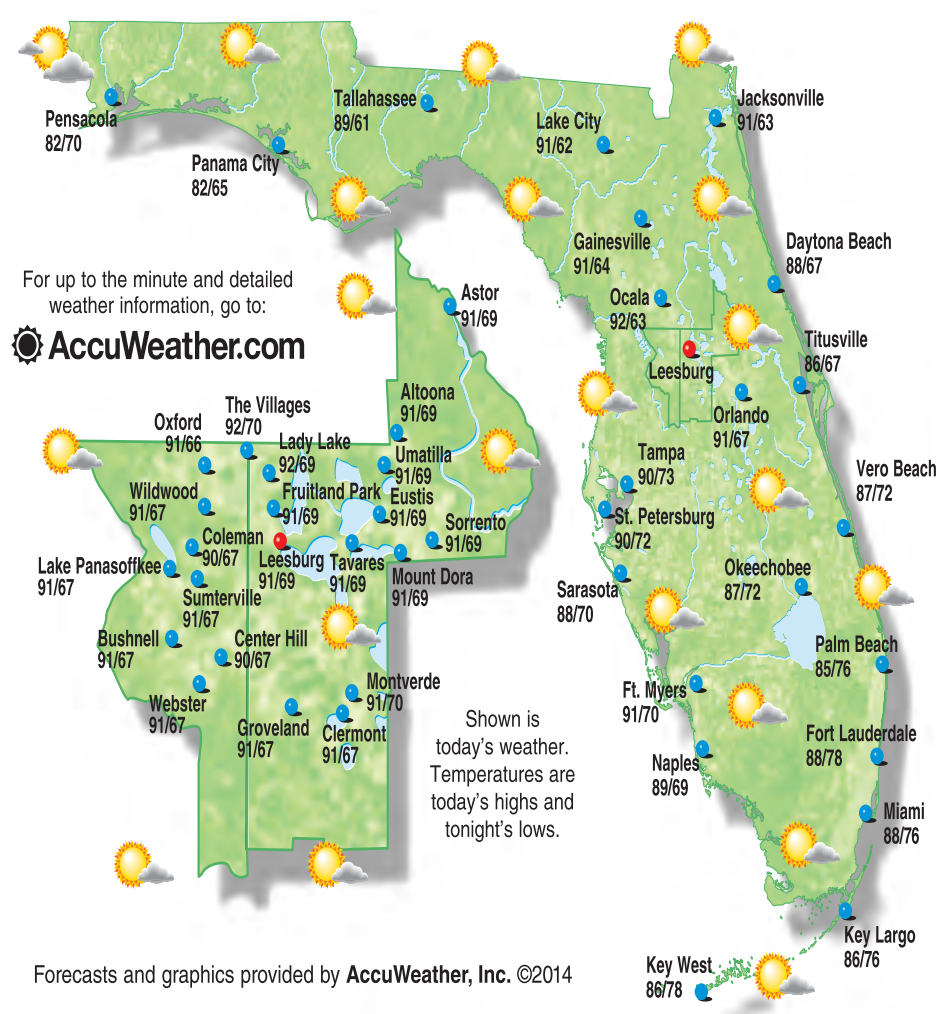 Pensacola
82/70
Panama City
82/65
Tallahassee
89/61
Lake City
91/62
Jacksonville
91/63
Gainesville
91/64
Daytona Beach
88/67
Ocala
92/63
Titusville
86/67
Leesburg
Orlando
91/67
Tampa
90/73
St. Petersburg
90/72
Vero Beach
87/72
Sarasota
88/70
Okeechobee
87/72
Palm Beach
85/76
Ft. Myers
91/70
Fort Lauderdale
88/78
Naples
89/69
Miami
88/76
Key Largo
86/76
Key West
86/78
For up to the minute and detailed
weather information, go to:
AccuWeather.com
Astor
91/69
Altoona
91/69
The Villages
92/70
Oxford
91/66
Lady Lake
92/69
Umatilla
91/69
Wildwood
91/67
Fruitland Park
91/69
Eustis
91/69
Coleman
90/67
Sorrento
91/69
Lake Panasoffkee
91/67
Leesburg
91/69
Tavares
91/69
Mount Dora
91/69
Sumterville
91/67
Bushnell
91/67
Center Hill
90/67
Webster
91/67
Montverde
91/70
Groveland
91/67
Clermont
91/67
Shown is
today's weather.
Temperatures are
today's highs and
tonight's lows.
Forecasts and graphics provided by AccuWeather, Inc. ©2014